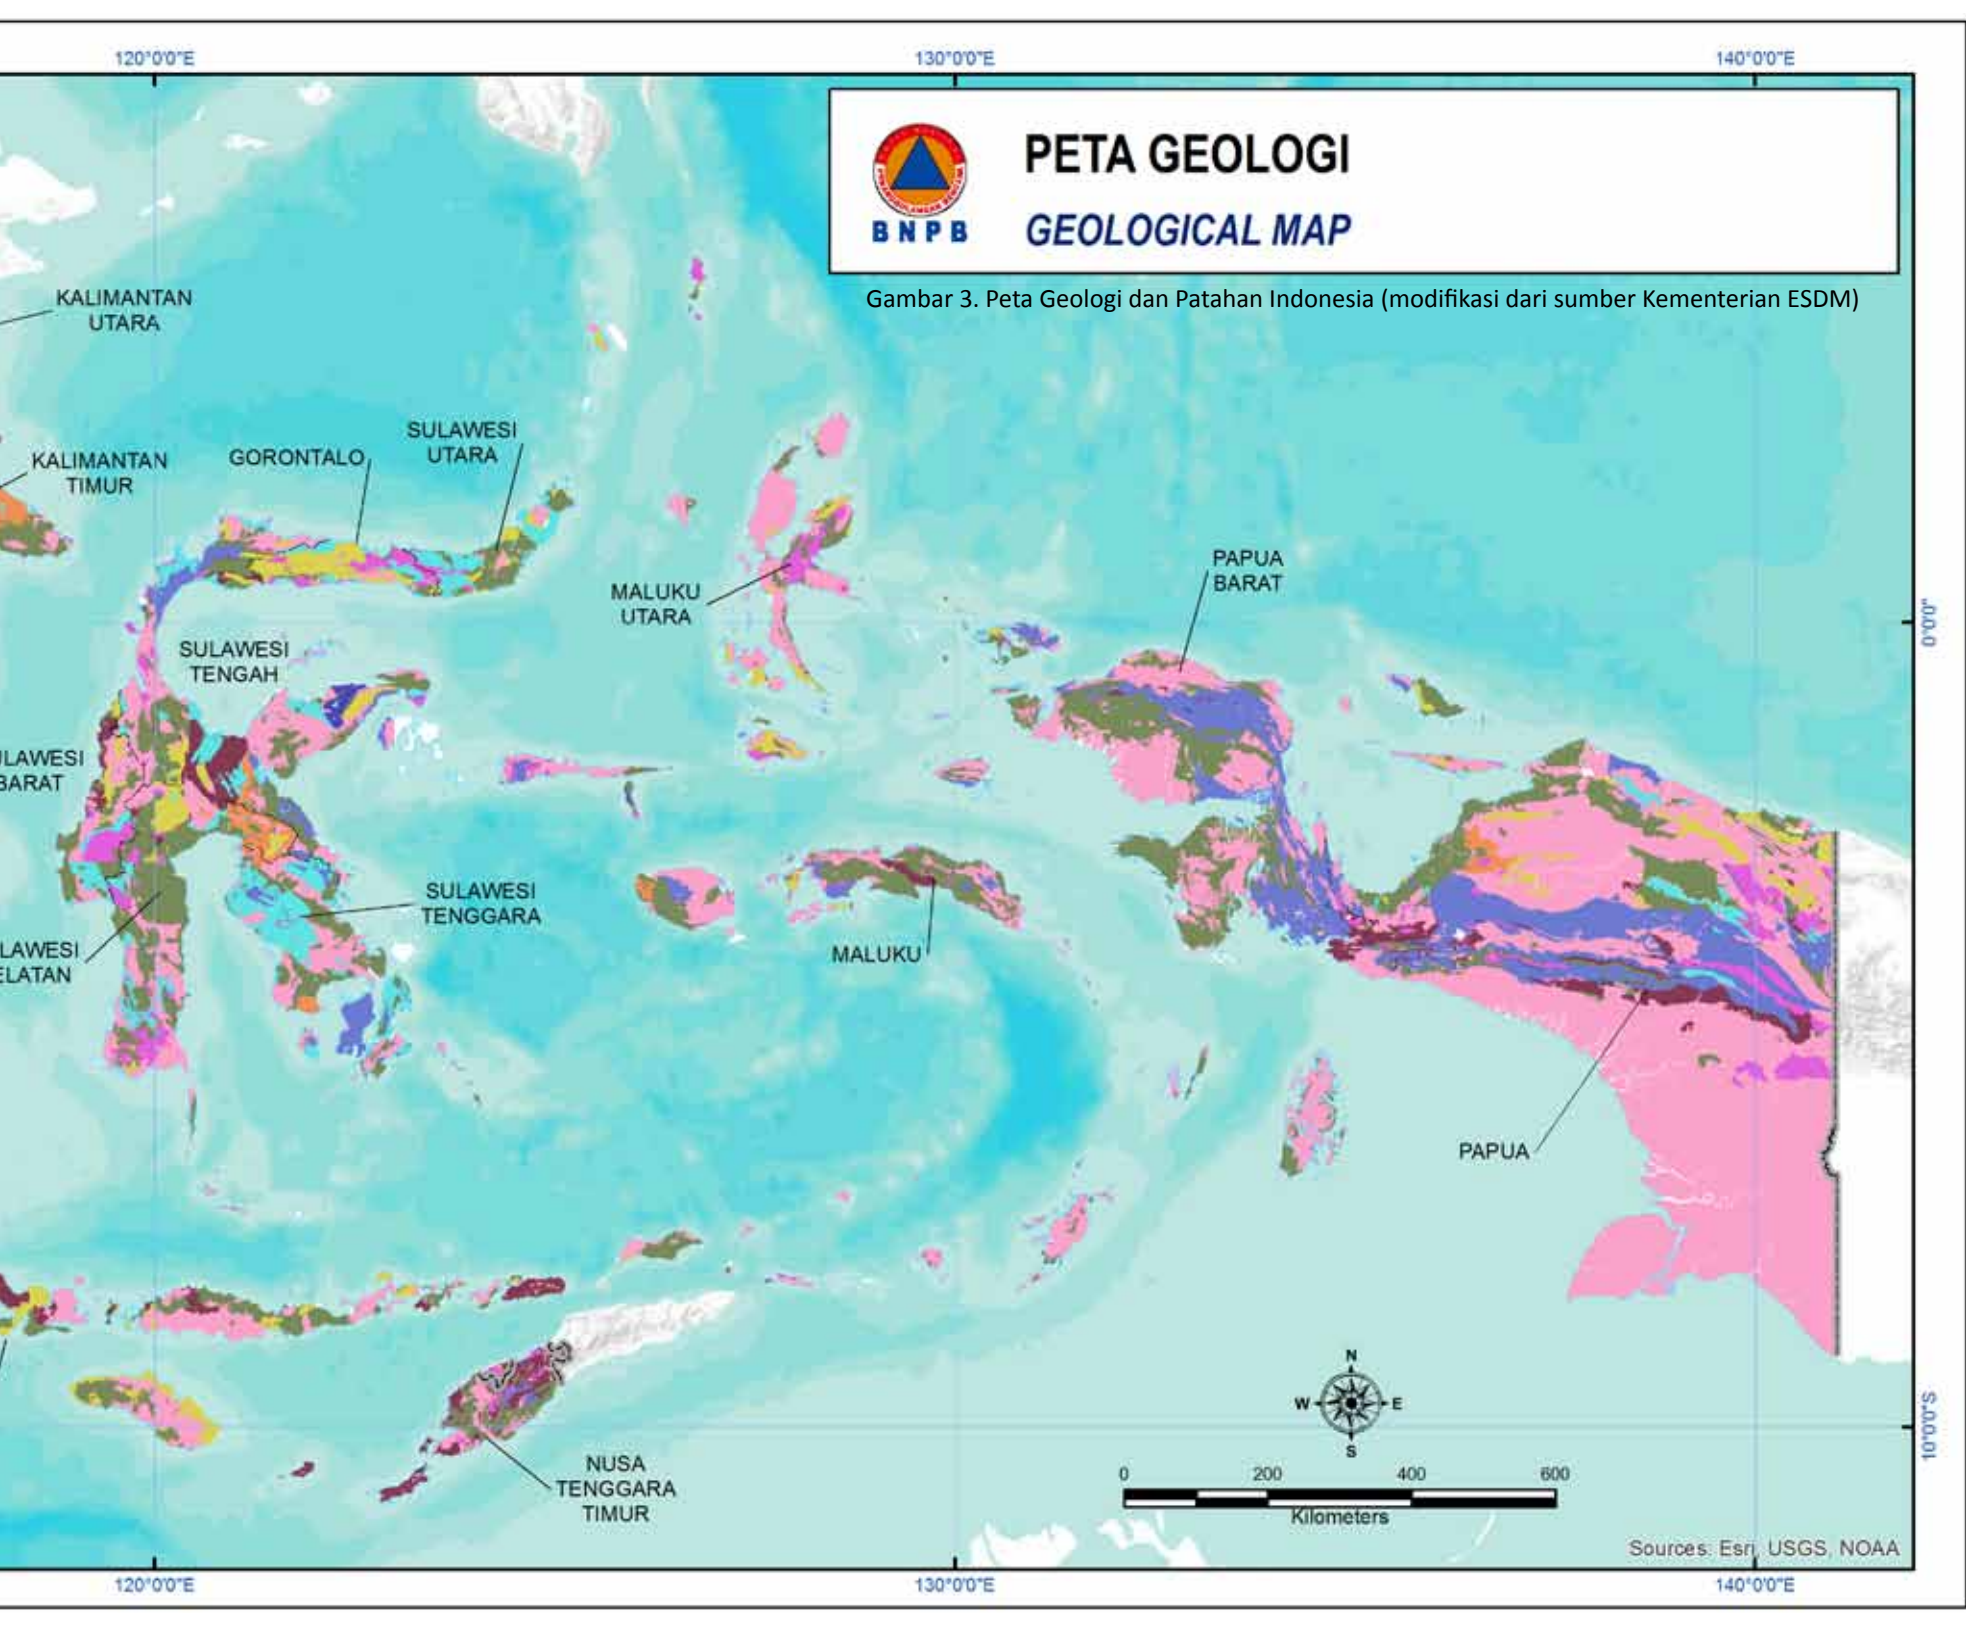 120°0'0"E
130°0'0"E
140°0'0"E
PETA GEOLOGI
BNPB
GEOLOGICAL MAP
Gambar 3. Peta Geologi dan Patahan Indonesia (modifikasi dari sumber Kementerian ESDM)
KALIMANTAN
UTARA
SULAWESI
UTARA
GORONTALO
KALIMANTAN
TIMUR
PAPUA
BARAT
MALUKU
UTARA
0°0'0"
SULAWESI
TENGAH
ULAWESI
BARAT
SULAWESI
TENGGARA
MALUKU
LAWESI
ELATAN
PAPUA
N
W
E
S
10°0'0"S
NUSA
TENGGARA
TIMUR
0
200
400
600
Kilometers
Sources: Esri, USGS, NOAA
120°0'0"E
130°0'0"E
140°0'0"E